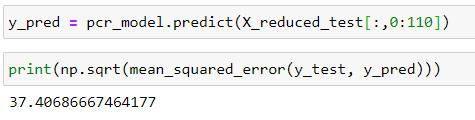 y_pred = pcr_model.predict(X_reduced_test[:,0:110])
print(np.sqrt(mean_squared_error(y_test, y_pred)))
37.40686667464177